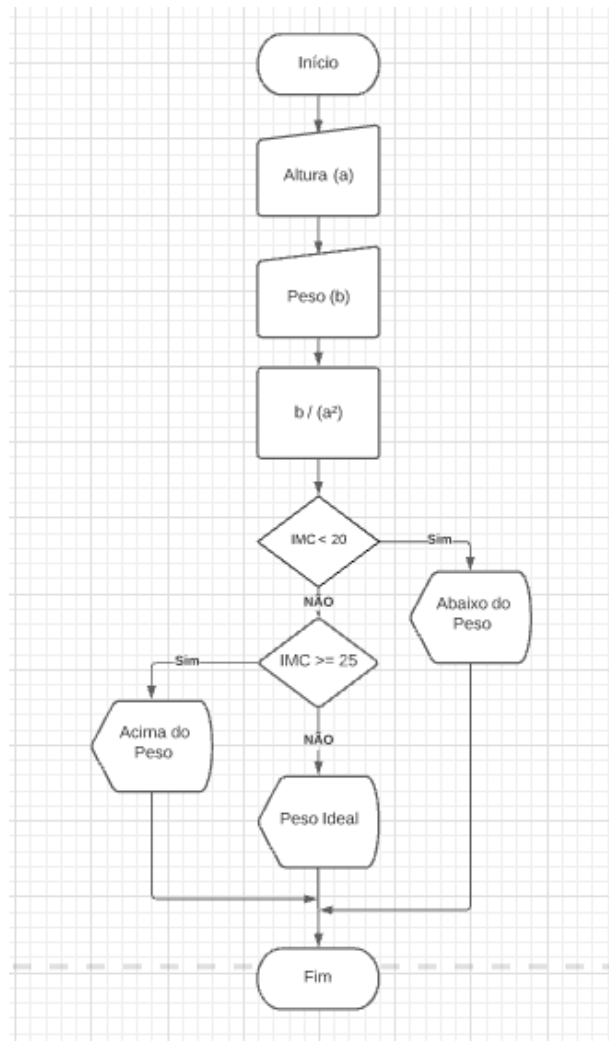 Início
Altura (a)
Peso (b)
b / (a²)
IMC < 20
Sim
Abaixo do
Peso
NÃO
IMC >= 25
Sim
Acima do
Peso
NÃO
Peso Ideal
Fim